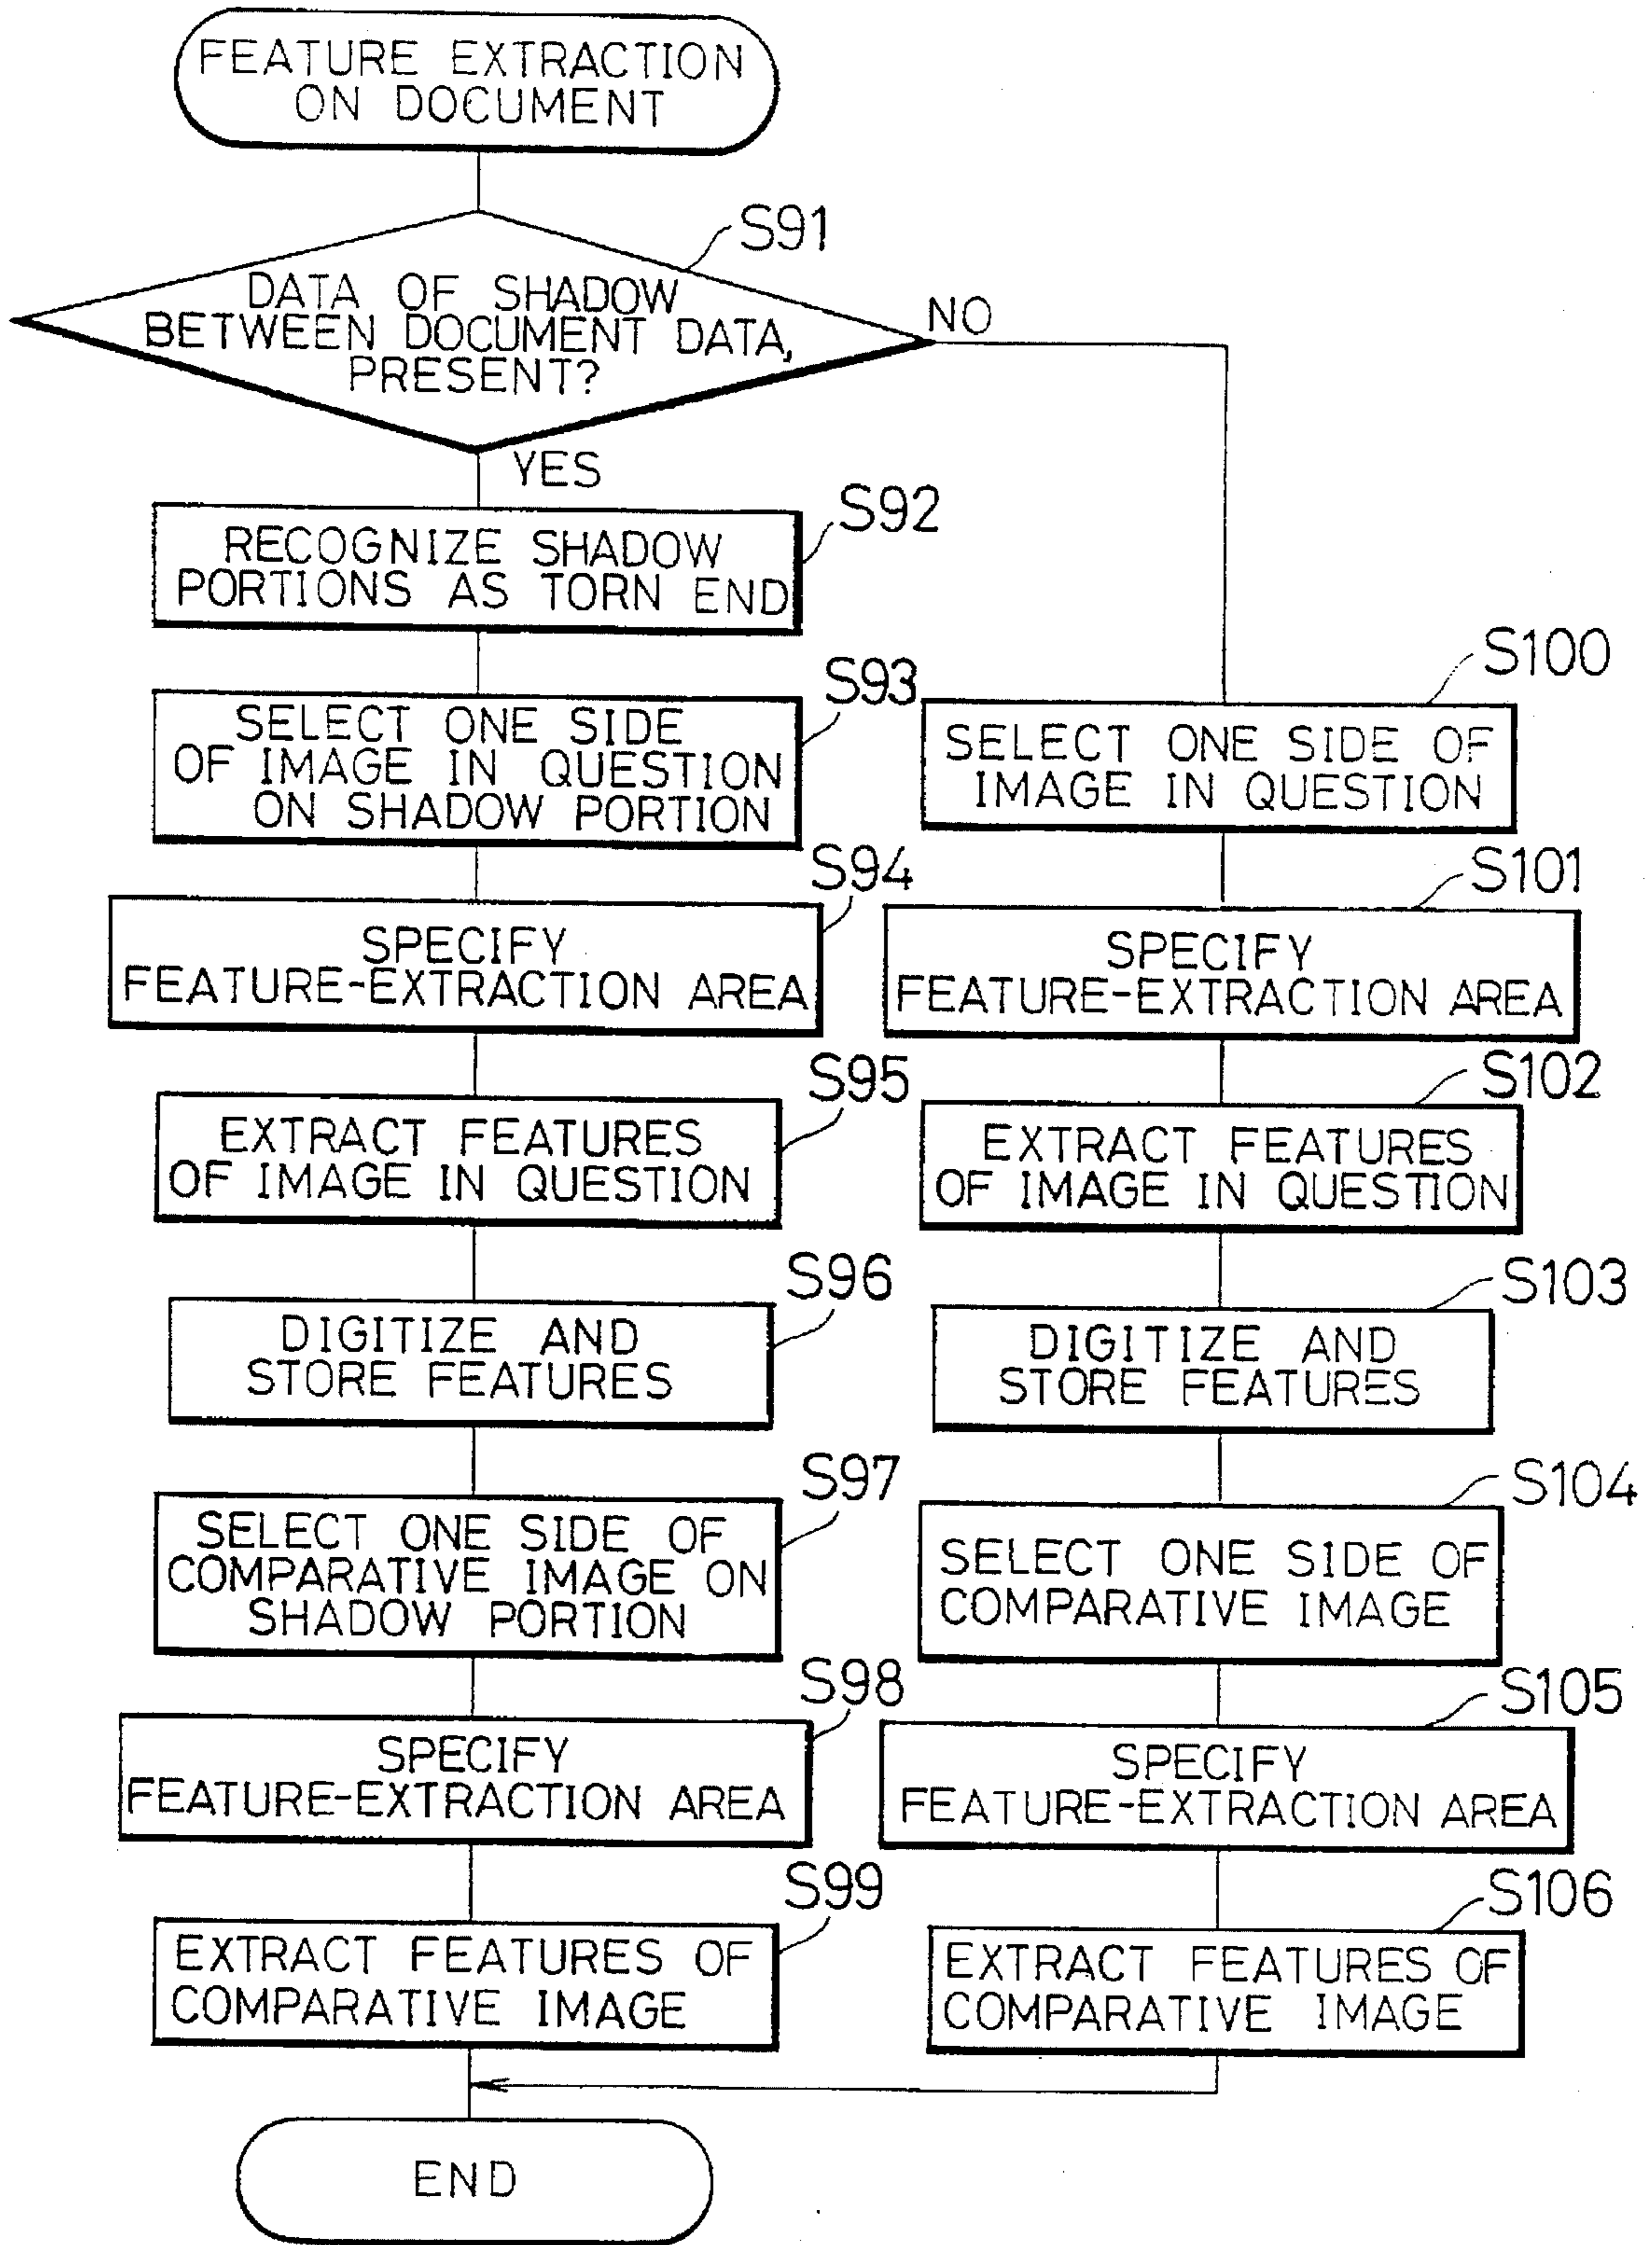 FEATURE EXTRACTION
ON DOCUMENT
S91
DATA OF SHADOW
BETWEEN DOCUMENT DATA,
PRESENT?
NO
YES
S92
RECOGNIZE SHADOW
PORTIONS AS TORN END
S93
SELECT ONE SIDE
OF IMAGE IN QUESTION
ON SHADOW PORTION
S94
SPECIFY
FEATURE-EXTRACTION AREA
S95
EXTRACT FEATURES
OF IMAGE IN QUESTION
S96
DIGITIZE AND
STORE FEATURES
S97
SELECT ONE SIDE OF
COMPARATIVE IMAGE ON
SHADOW PORTION
S98
SPECIFY
FEATURE-EXTRACTION AREA
S99
EXTRACT FEATURES OF
COMPARATIVE IMAGE
S100
SELECT ONE SIDE OF
IMAGE IN QUESTION
S101
SPECIFY
FEATURE-EXTRACTION AREA
S102
EXTRACT FEATURES
OF IMAGE IN QUESTION
S103
DIGITIZE AND
STORE FEATURES
S104
SELECT ONE SIDE OF
COMPARATIVE IMAGE
S105
SPECIFY
FEATURE-EXTRACTION AREA
S106
EXTRACT FEATURES OF
COMPARATIVE IMAGE
END